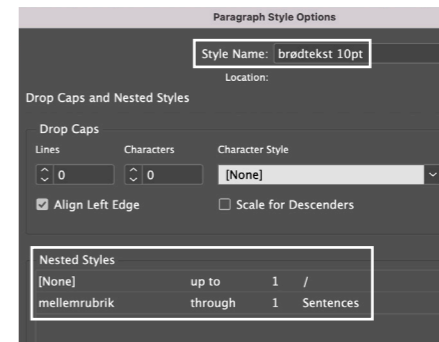 Paragraph Style Options
Style Name: brødtekst 10pt
Location:
Drop Caps and Nested Styles
Drop Caps
Lines Characters Character Style
0 0 [None]
Align Left Edge Scale for Descenders
Nested Styles
[None] up to 1 /
mellemrubrik through 1 Sentences